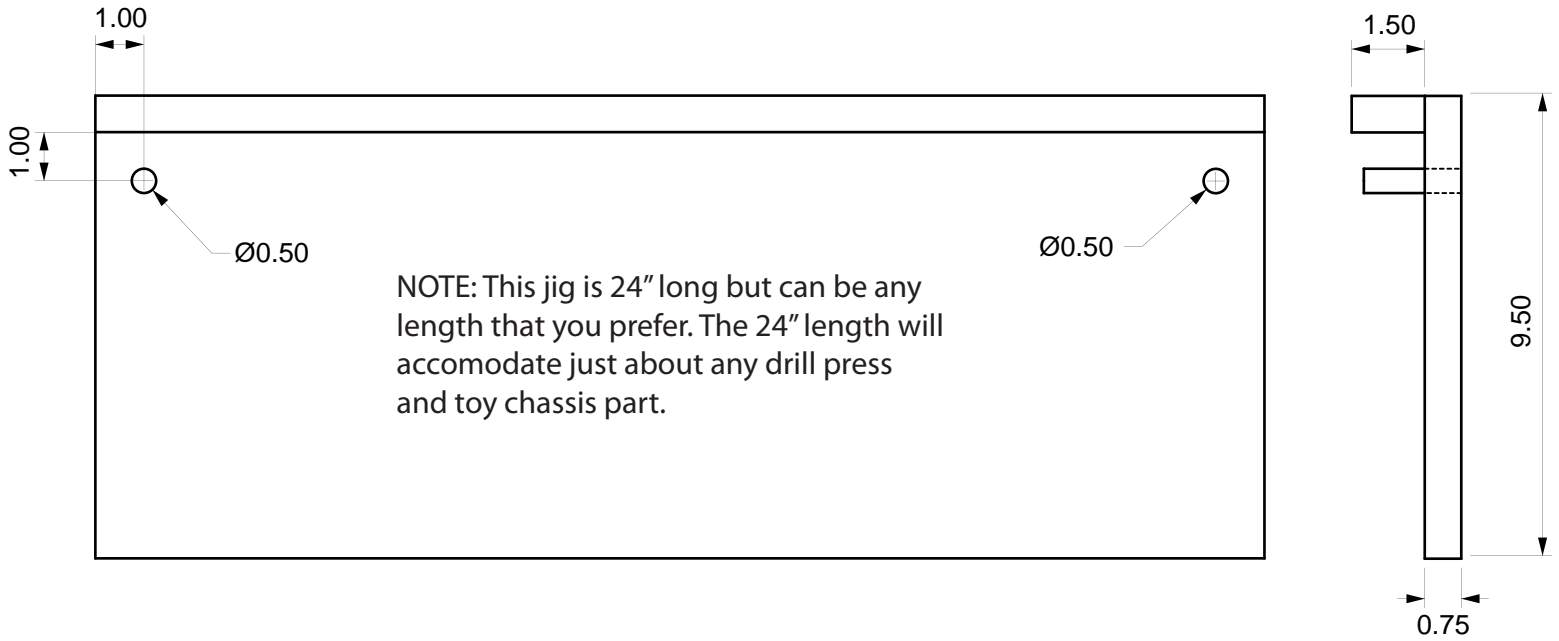 1.00
1.50
1.00
Ø0.50
Ø0.50
NOTE: This jig is 24" long but can be any
length that you prefer. The 24" length will
accomodate just about any drill press
and toy chassis part.
9.50
0.75